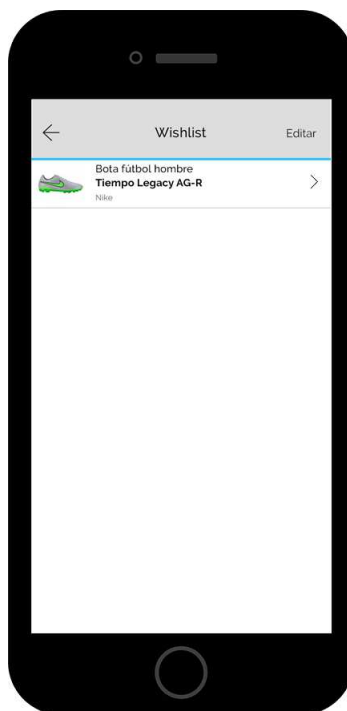 Wishlist
Editar
Bota fútbol hombre
Tiempo Legacy AG-R
Nike